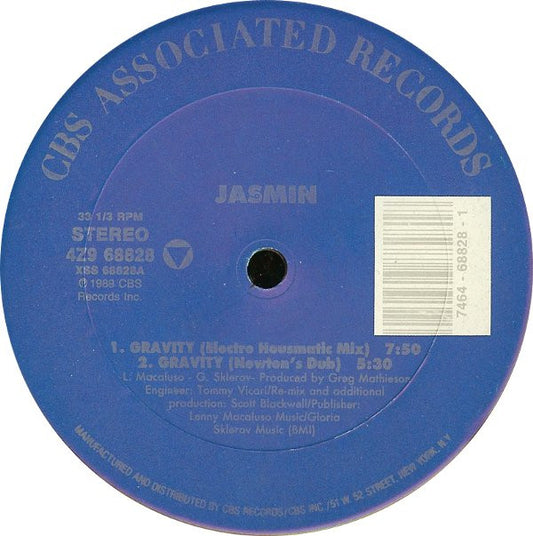 CBS ASSOCIATED RECORDS
JASMIN
33 1/3 RPM
STEREO
4Z9 68828
XSS 68828A
℗ 1989 CBS
Records Inc.
7464 - 68828 - 1
1. GRAVITY (Electro Housmatic Mix) 7:50
2. GRAVITY (Newton's Dub) 5:30
L. Macaluso - G. Sklerov- Produced by Greg Mathieson
Engineer: Tommy Vicari/Re-mix and additional
production: Scott Blackwell/Publisher:
Lenny Macaluso Music/Gloria
Sklerov Music (BMI)
MANUFACTURED AND DISTRIBUTED BY CBS RECORDS/CBS INC./51 W. 52 STREET, NEW YORK, N.Y.